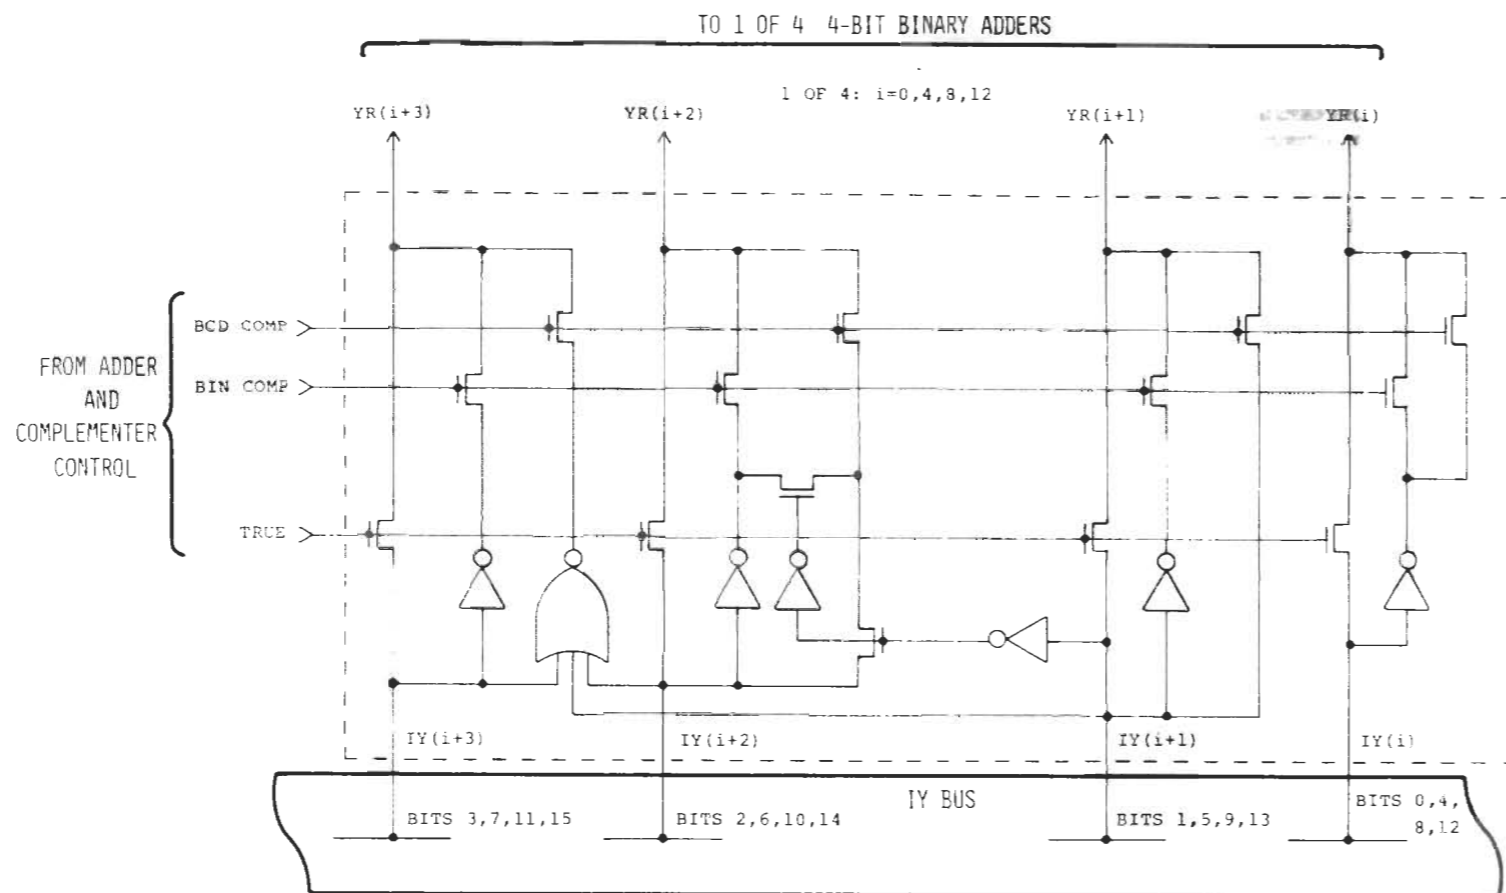 TO 1 OF 4 4-BIT BINARY ADDERS
1 OF 4: i=0,4,8,12
YR(i+3)
YR(i+2)
YR(i+1)
YR(i)
FROM ADDER
AND
COMPLEMENTER
CONTROL
BCD COMP
BIN COMP
TRUE
IY(i+3)
IY(i+2)
IY(i+1)
IY(i)
IY BUS
BITS 3,7,11,15
BITS 2,6,10,14
BITS 1,5,9,13
BITS 0,4,
8,12